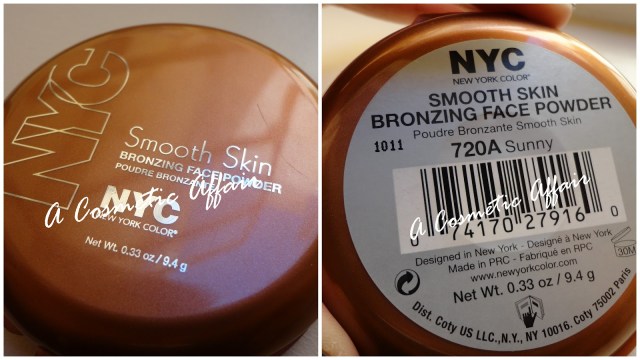 NYC
Smooth Skin
BRONZING FACE POWDER
POUDRE BRONZANTE
NYC
NEW YORK COLOR®
Net Wt. 0.33 oz / 9.4 g
A Cosmetic Affair
NYC
NEW YORK COLOR®
SMOOTH SKIN
BRONZING FACE POWDER
Poudre Bronzante Smooth Skin
1011
720A Sunny
0 74170 27916 0
A Cosmetic Affair
Designed in New York - Designé à New York
Made in PRC - Fabriqué en RPC
www.newyorkcolor.com
30M
Net Wt. 0.33 oz / 9.4 g
Dist. Coty US LLC.,N.Y., NY 10016. Coty 75002 Paris